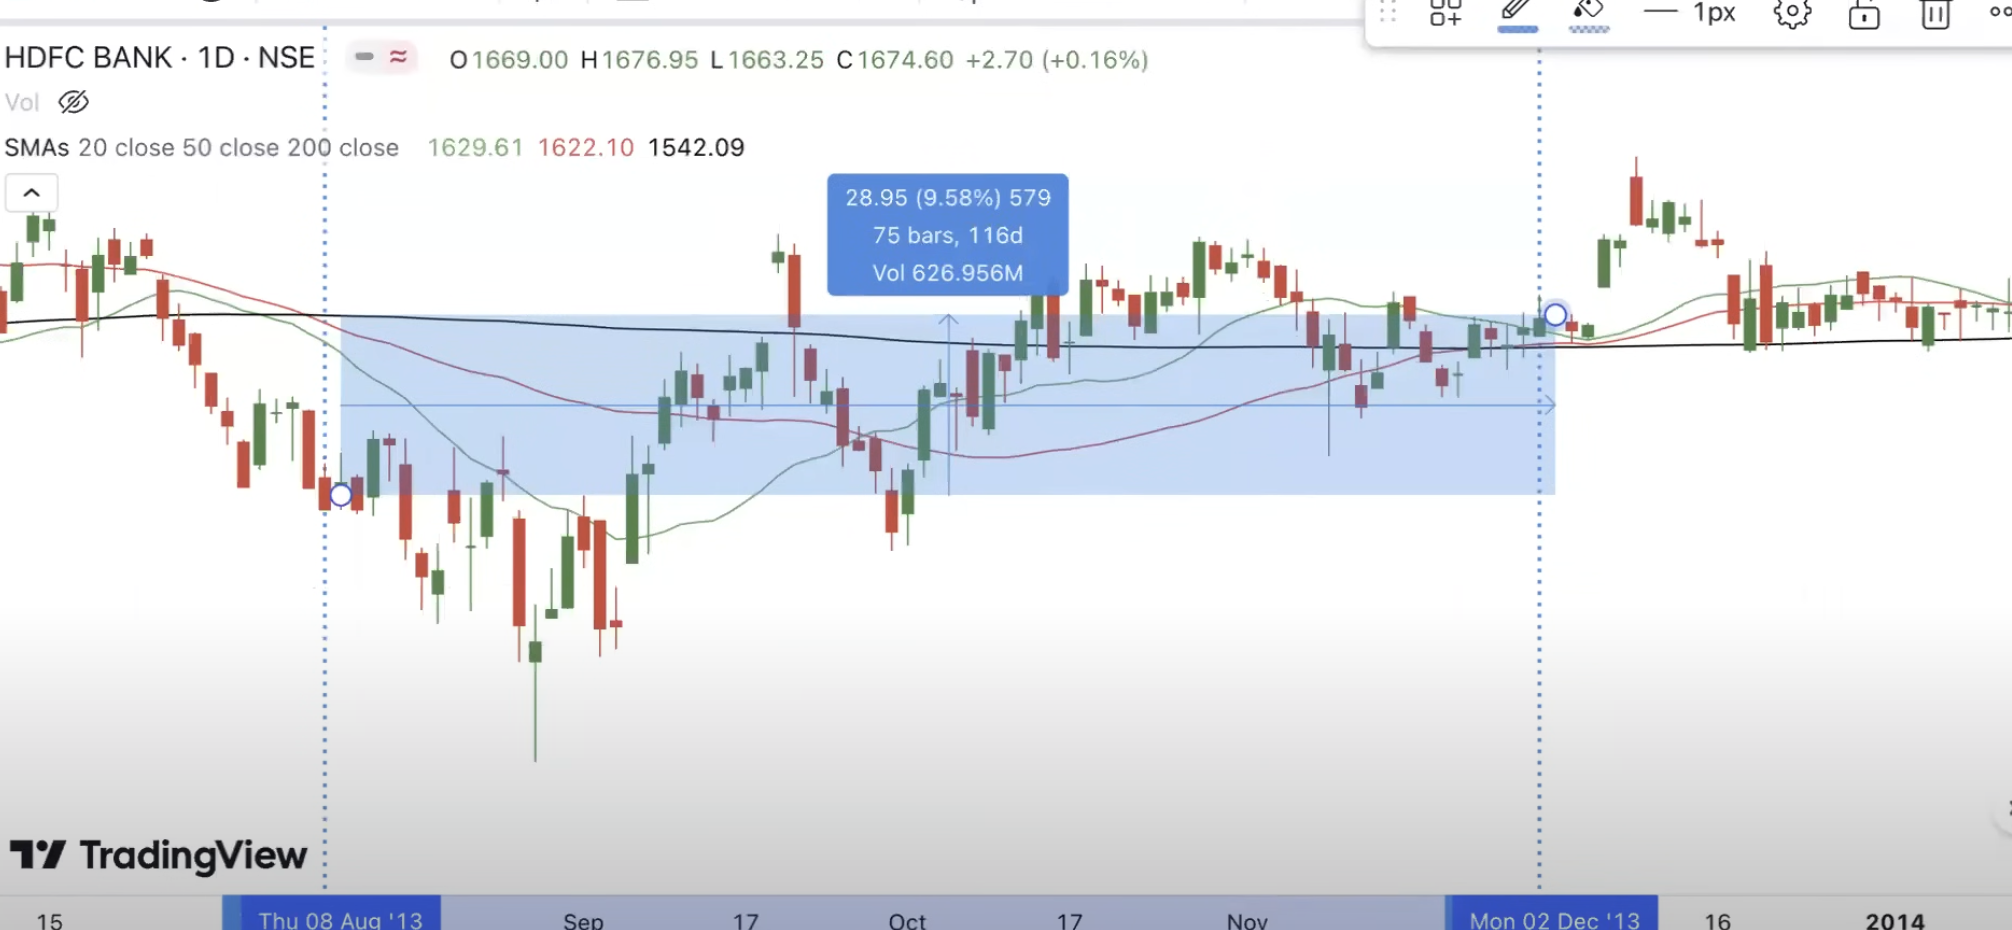 1px
HDFC BANK · 1D · NSE
O1669.00 H1676.95 L1663.25 C1674.60 +2.70 (+0.16%)
Vol
SMAs 20 close 50 close 200 close 1629.61 1622.10 1542.09
28.95 (9.58%) 579
75 bars, 116d
Vol 626.956M
TradingView
15 Thu 08 Aug '13 Sep 17 Oct 17 Nov Mon 02 Dec '13 16 2014